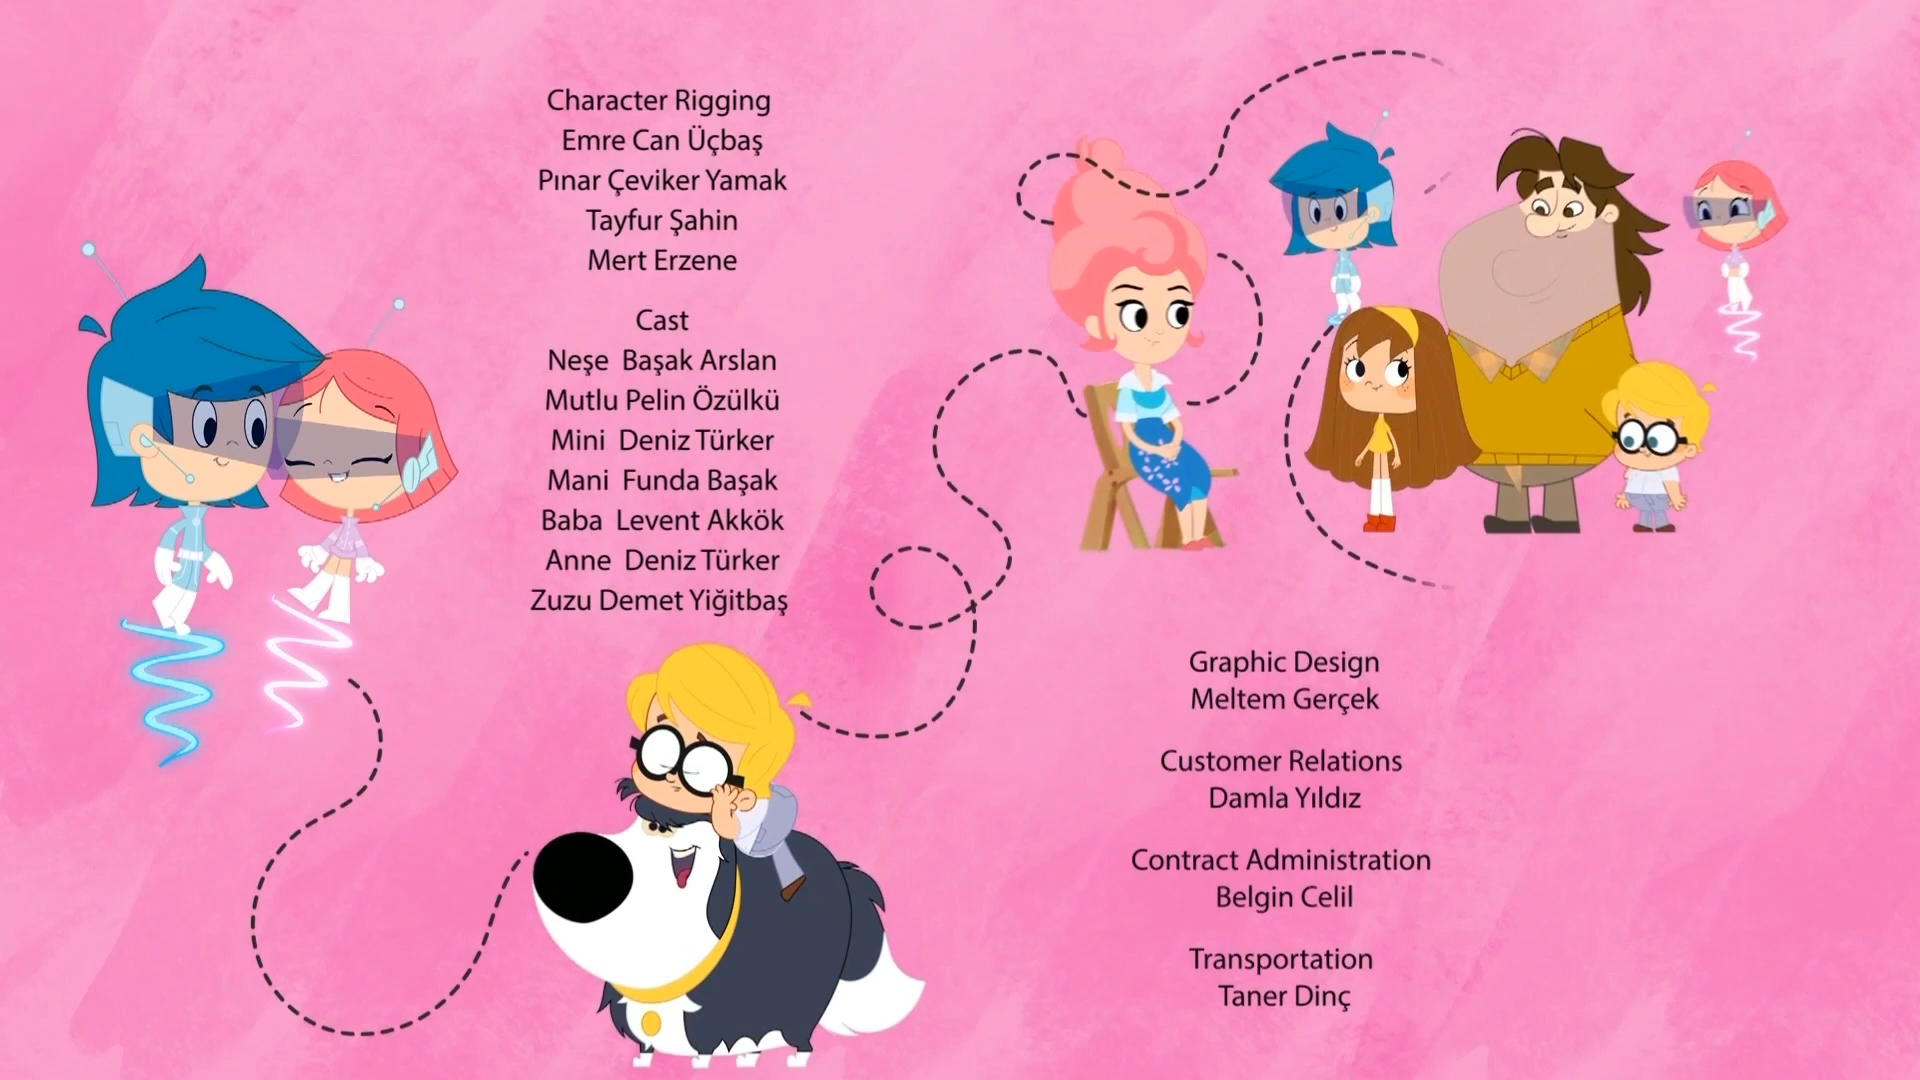 Character Rigging
Emre Can Üçbaş
Pınar Çeviker Yamak
Tayfur Şahin
Mert Erzene
Cast
Neşe Başak Arslan
Mutlu Pelin Özülkü
Mini Deniz Türker
Mani Funda Başak
Baba Levent Akkök
Anne Deniz Türker
Zuzu Demet Yiğitbaş
Graphic Design
Meltem Gerçek
Customer Relations
Damla Yıldız
Contract Administration
Belgin Celil
Transportation
Taner Dinç